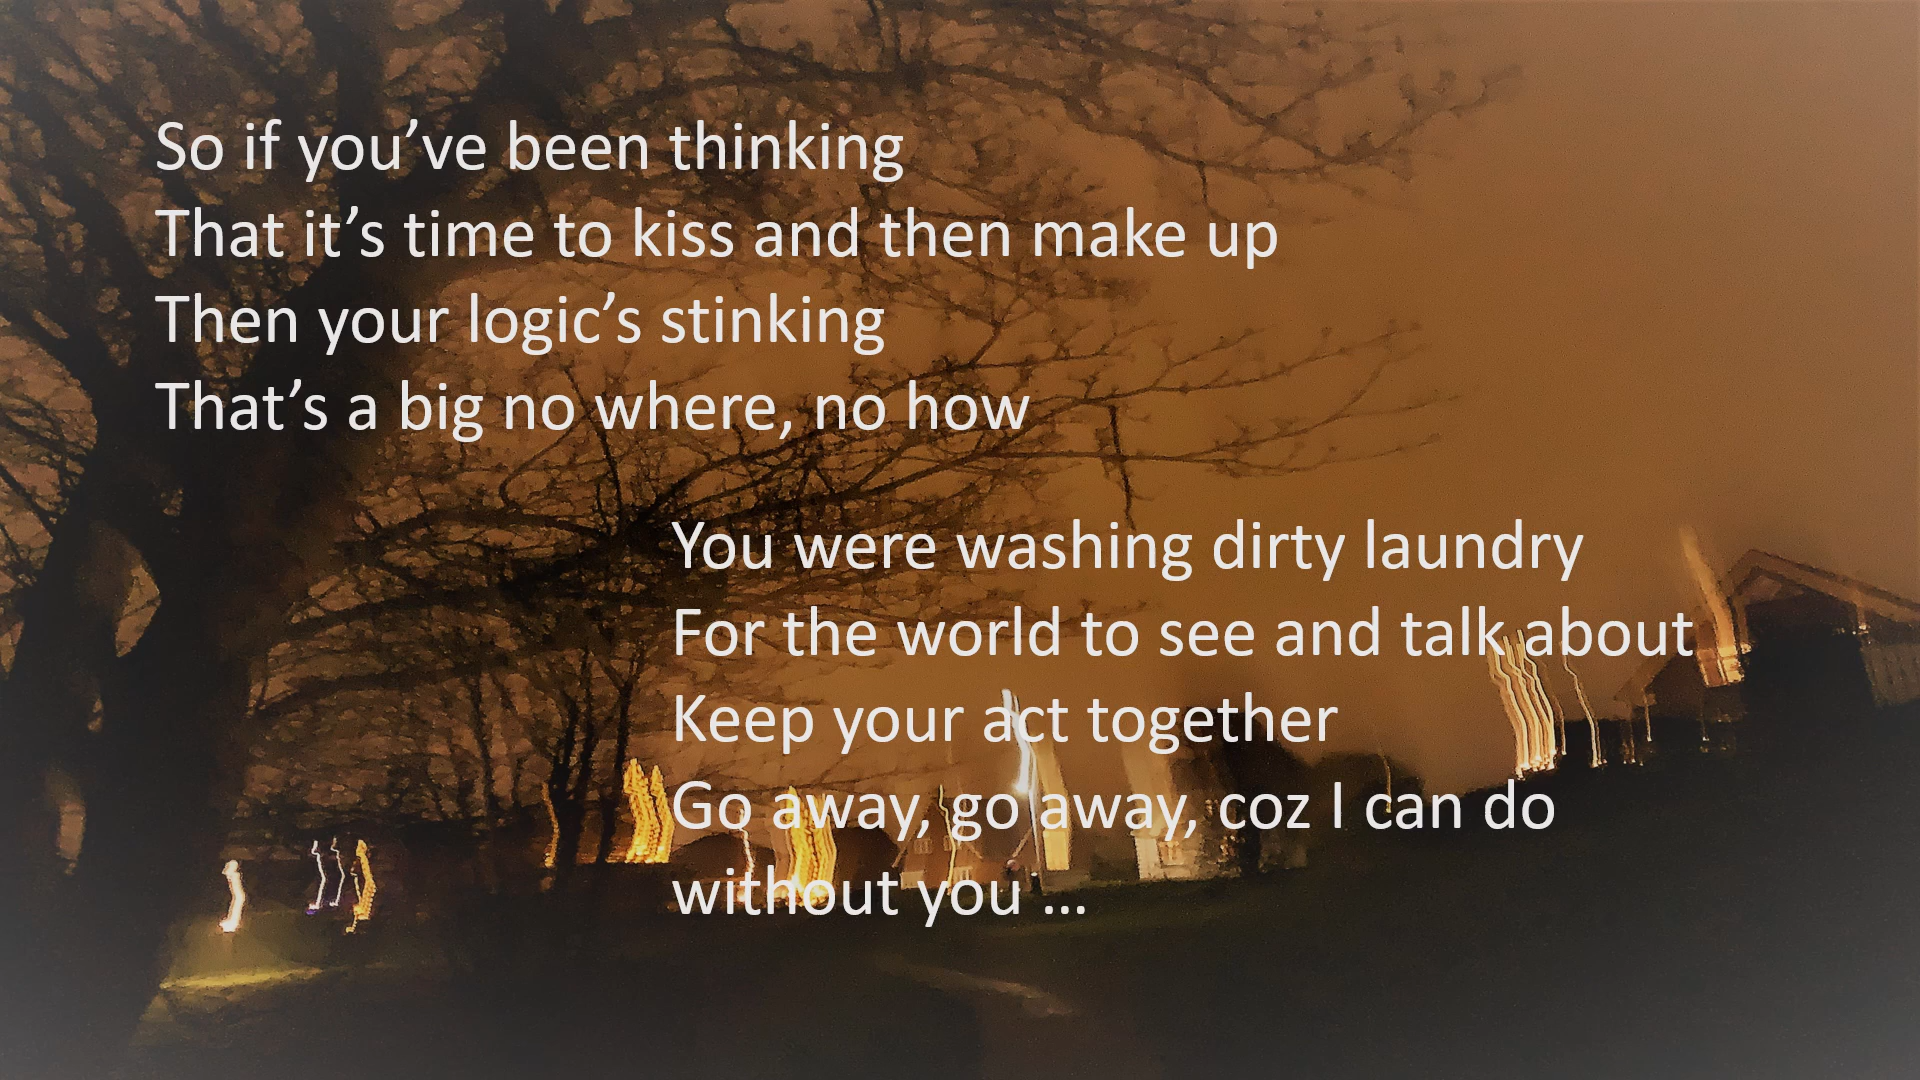 So if you’ve been thinking
That it’s time to kiss and then make up
Then your logic’s stinking
That’s a big no where, no how
You were washing dirty laundry
For the world to see and talk about
Keep your act together
Go away, go away, coz I can do
without you ...